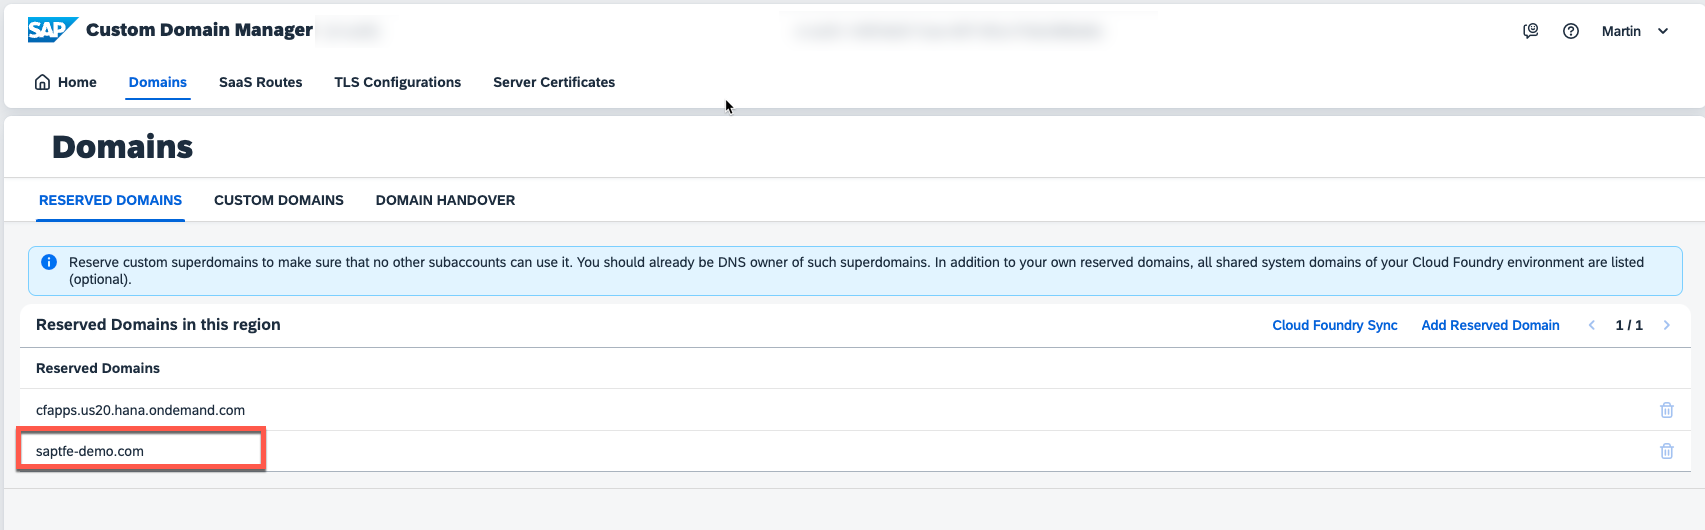 SAP Custom Domain Manager
Martin
Home Domains SaaS Routes TLS Configurations Server Certificates
Domains
RESERVED DOMAINS CUSTOM DOMAINS DOMAIN HANDOVER
Reserve custom superdomains to make sure that no other subaccounts can use it. You should already be DNS owner of such superdomains. In addition to your own reserved domains, all shared system domains of your Cloud Foundry environment are listed
(optional).
Reserved Domains in this region Cloud Foundry Sync Add Reserved Domain 1 / 1
Reserved Domains
cfapps.us20.hana.ondemand.com
saptfe-demo.com